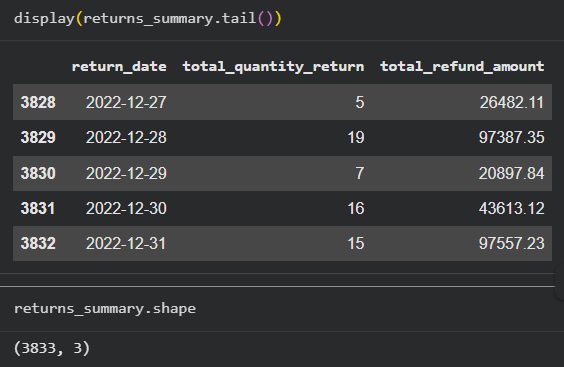 display(returns_summary.tail())
return_date total_quantity_return total_refund_amount
3828 2022-12-27 5 26482.11
3829 2022-12-28 19 97387.35
3830 2022-12-29 7 20897.84
3831 2022-12-30 16 43613.12
3832 2022-12-31 15 97557.23
returns_summary.shape
(3833, 3)